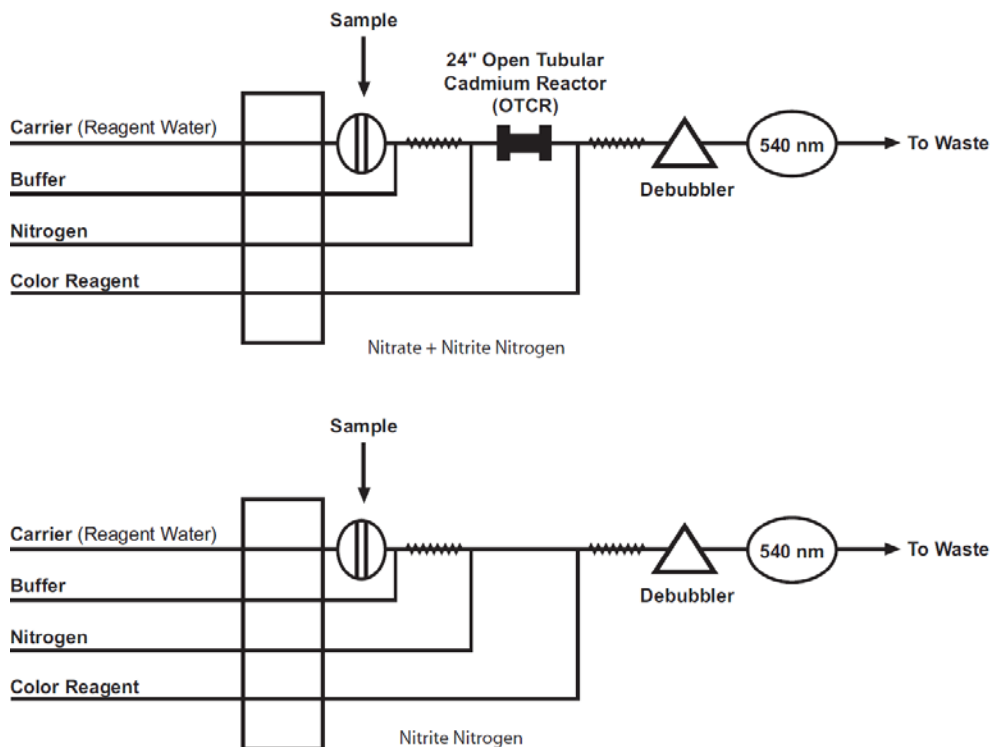 Sample
24" Open Tubular
Cadmium Reactor
(OTCR)
Carrier (Reagent Water)
540 nm
To Waste
Debubbler
Buffer
Nitrogen
Color Reagent
Nitrate + Nitrite Nitrogen
Sample
Carrier (Reagent Water)
540 nm
To Waste
Debubbler
Buffer
Nitrogen
Color Reagent
Nitrite Nitrogen